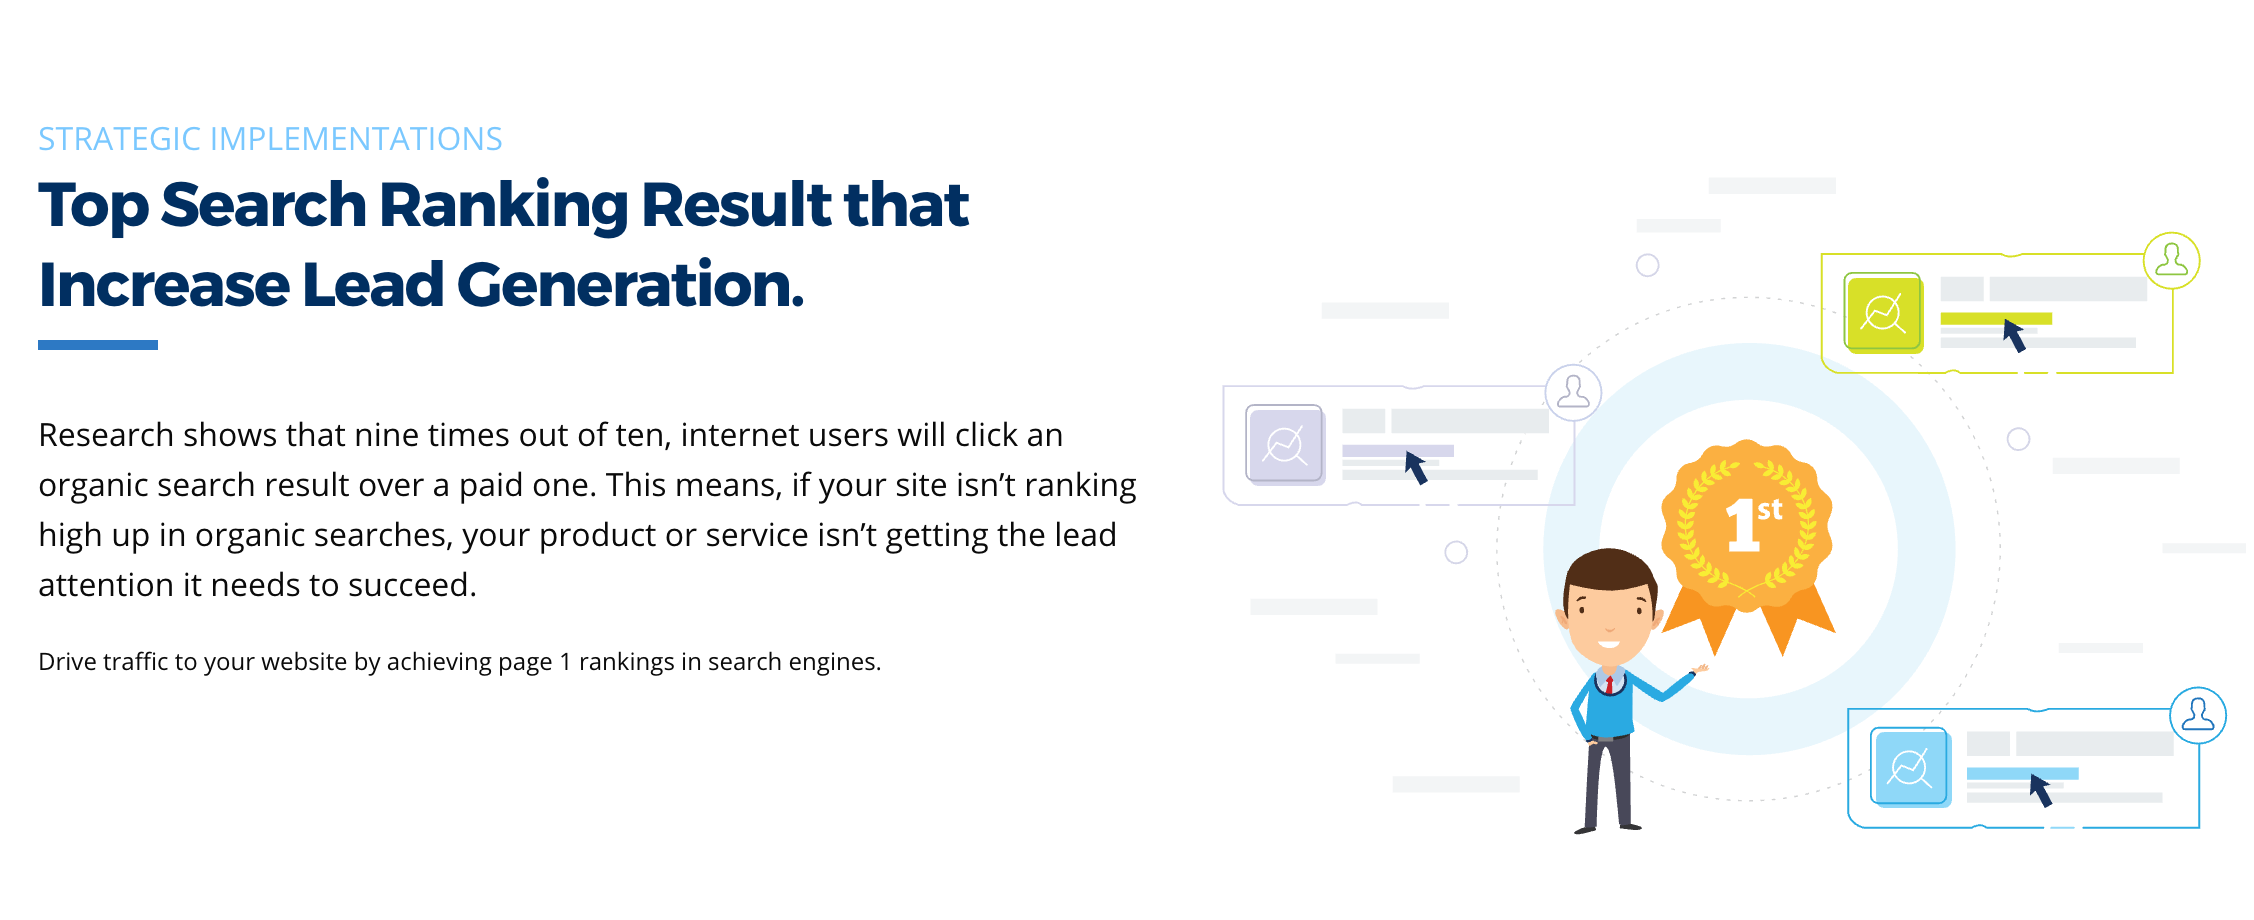 STRATEGIC IMPLEMENTATIONS
Top Search Ranking Result that
Increase Lead Generation.
Research shows that nine times out of ten, internet users will click an
organic search result over a paid one. This means, if your site isn’t ranking
high up in organic searches, your product or service isn’t getting the lead
attention it needs to succeed.
Drive traffic to your website by achieving page 1 rankings in search engines.
1st